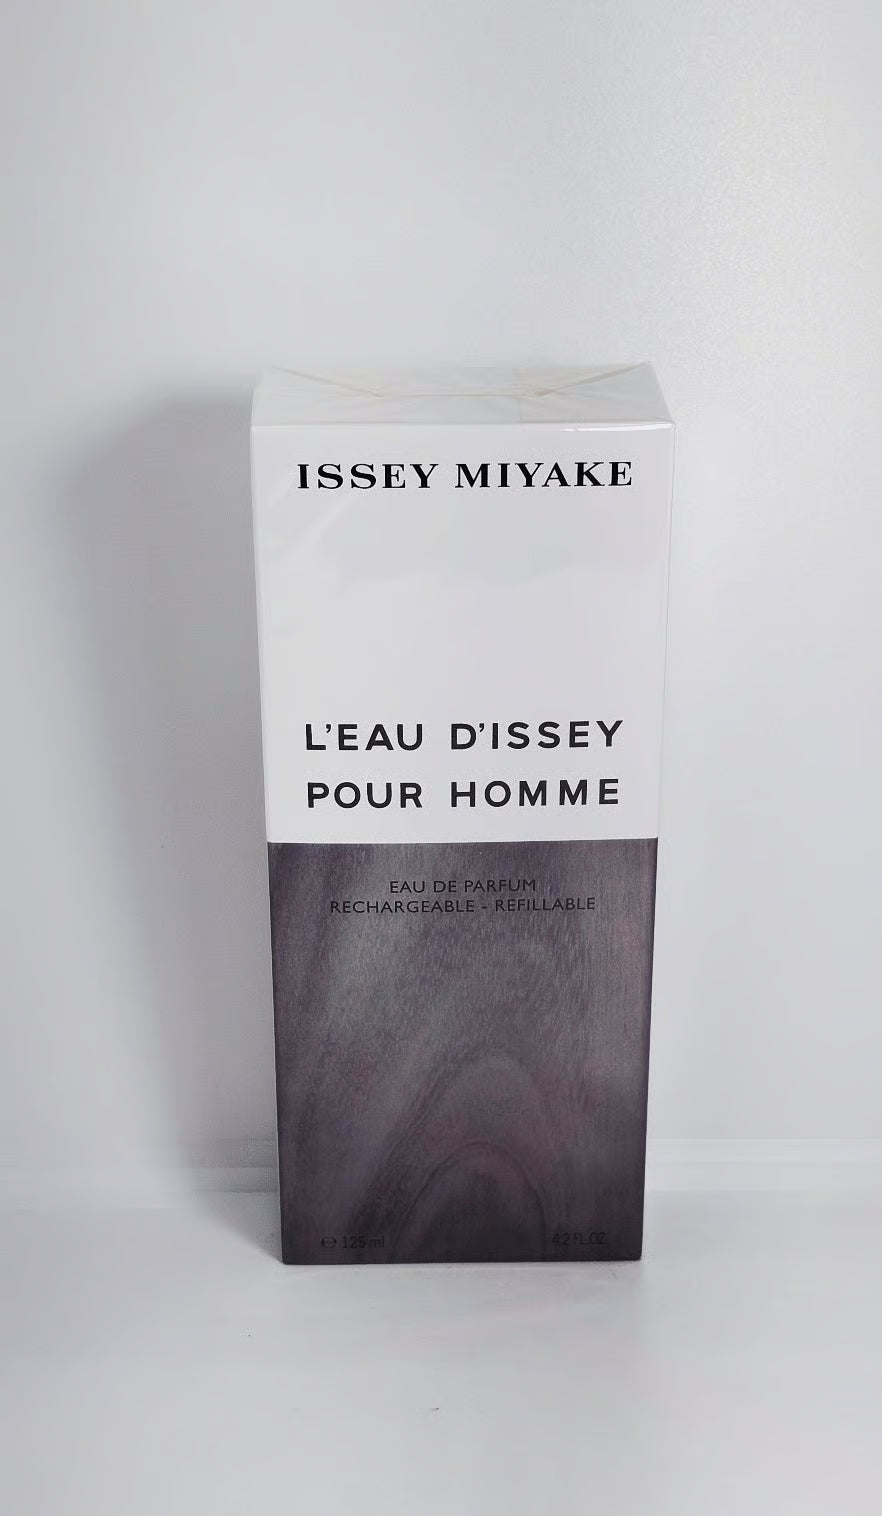 ISSEY MIYAKE
L'EAU D'ISSEY
POUR HOMME
EAU DE PARFUM
RECHARGEABLE - REFILLABLE
℮ 125 ml
4.2 FL.OZ.